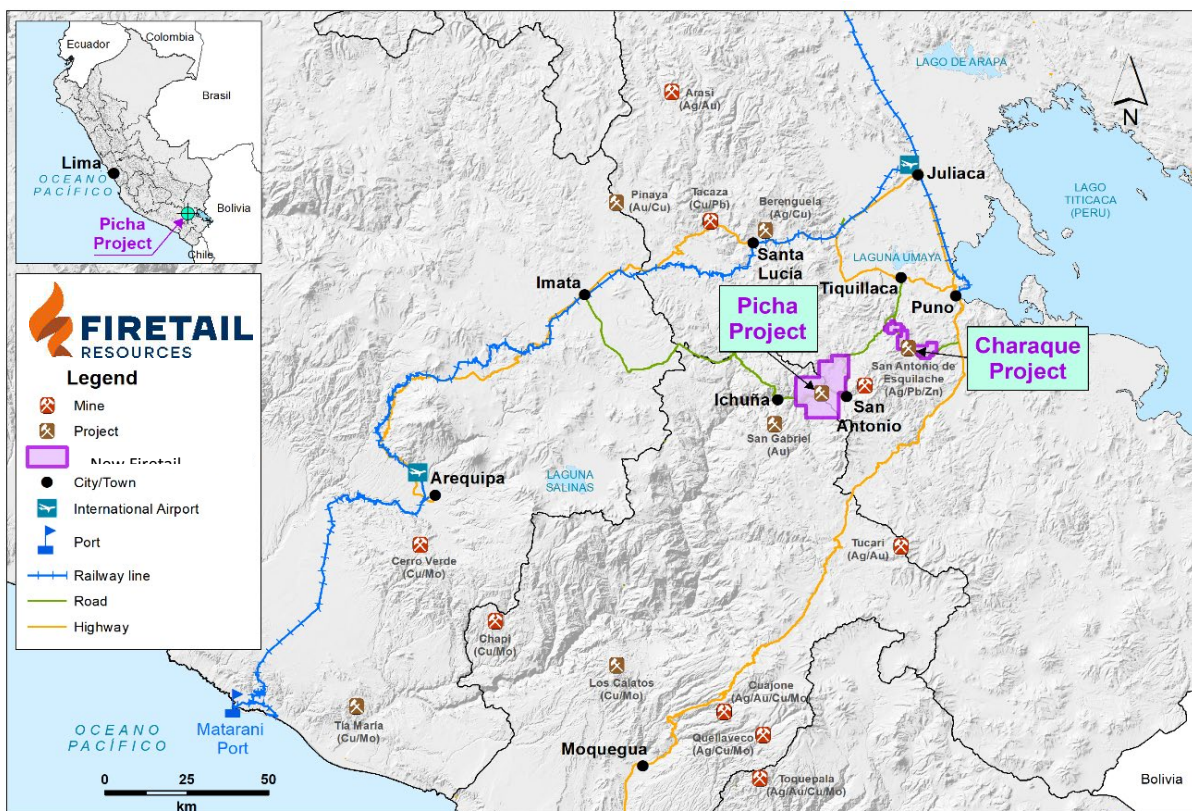 Ecuador
Colombia
Brasil
Lima
OCEANO
PACÍFICO
Bolivia
Picha
Project
Chile
FIRETAIL
RESOURCES
Legend
Mine
Project
City/Town
International Airport
Port
Railway line
Road
Highway
LAGO DE ARAPA
N
Arasi
(Ag/Au)
Juliaca
LAGO
TITICACA
(PERU)
Pinaya
(Au/Cu)
Tacaza
(Cu/Pb)
Berenguela
(Ag/Cu)
Santa
Lucía
LAGUNA UMAYA
Tiquillaca
Imata
Puno
Picha
Project
Charaque
Project
San Antonio de
Esquilache
(Ag/Pb/Zn)
Ichuña
San
Antonio
San Gabriel
(Au)
LAGUNA
SALINAS
Arequipa
Cerro Verde
(Cu/Mo)
Tucari
(Ag/Au)
Chapi
(Cu/Mo)
Los Calatos
(Cu/Mo)
Cuajone
(Ag/Au/Cu/Mo)
Tía María
(Cu/Mo)
Quellaveco
(Ag/Cu/Mo)
Matarani
Port
OCEANO
PACÍFICO
Moquegua
Toquepala
(Ag/Au/Cu/Mo)
Bolivia
0 25 50
km